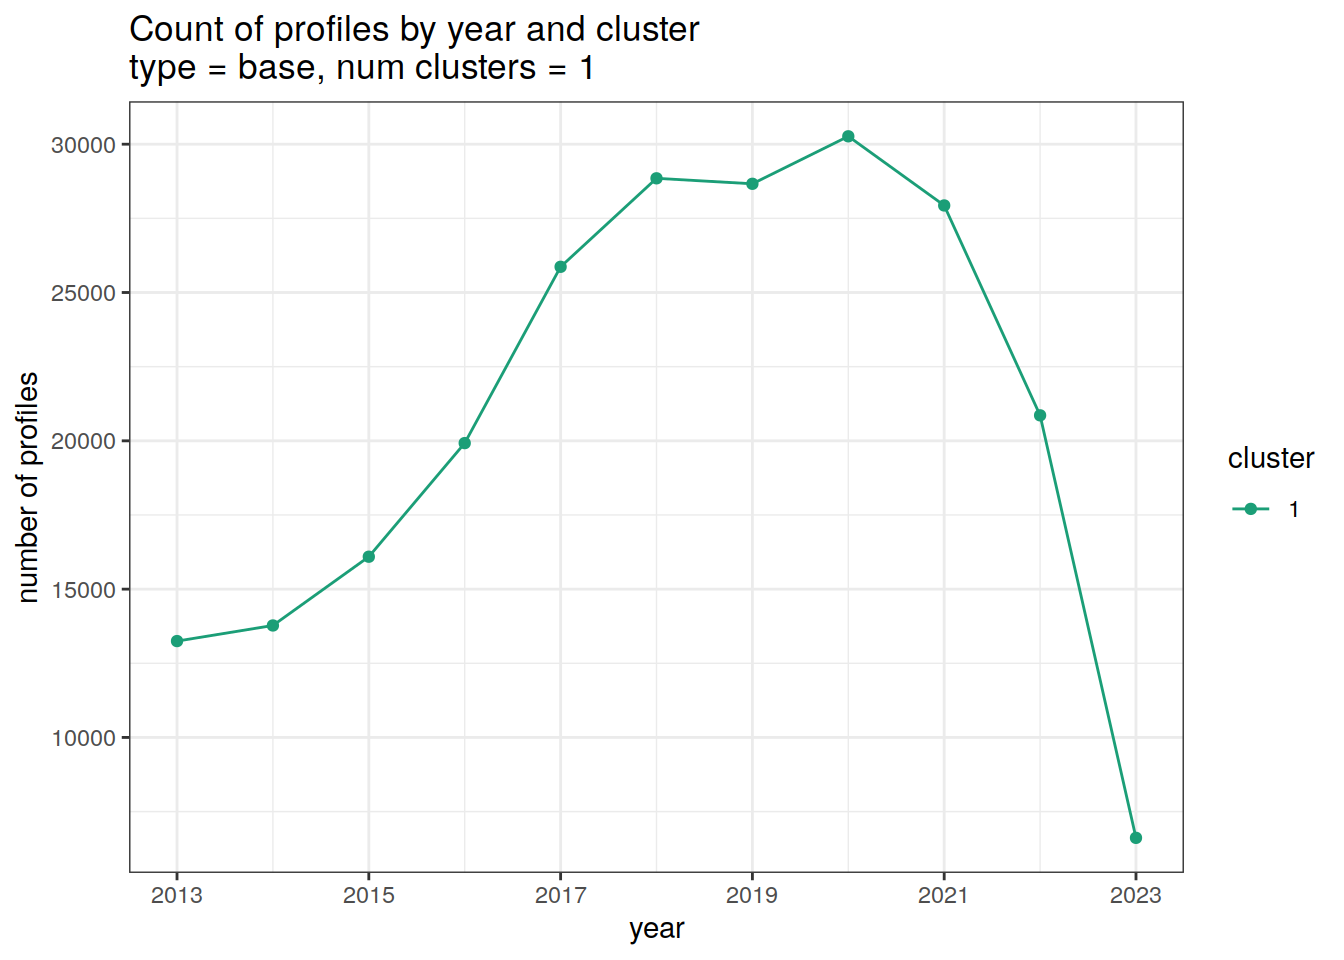 Count of profiles by year and cluster
type = base, num clusters = 1
30000
25000
20000
15000
10000
number of profiles
2013
2015
2017
2019
2021
2023
year
cluster
1